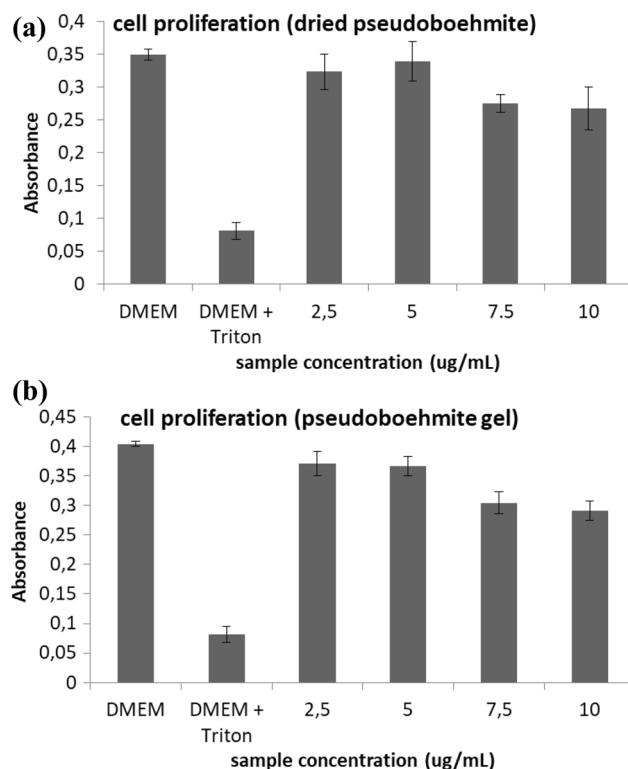 (a)
cell proliferation (dried pseudoboehmite)
0,4
0,35
0,3
0,25
0,2
0,15
0,1
0,05
0
Absorbance
DMEM DMEM + 2,5 5 7.5 10
Triton
sample concentration (ug/mL)
(b)
cell proliferation (pseudoboehmite gel)
0,45
0,4
0,35
0,3
0,25
0,2
0,15
0,1
0,05
0
Absorbance
DMEM DMEM + 2,5 5 7,5 10
Triton
sample concentration (ug/mL)